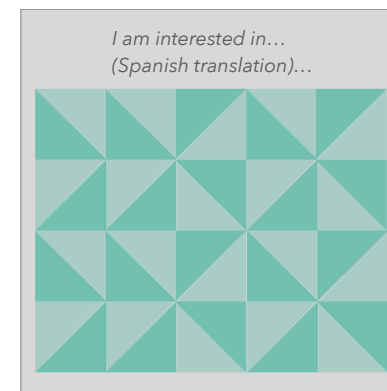 I am interested in…
(Spanish translation)…